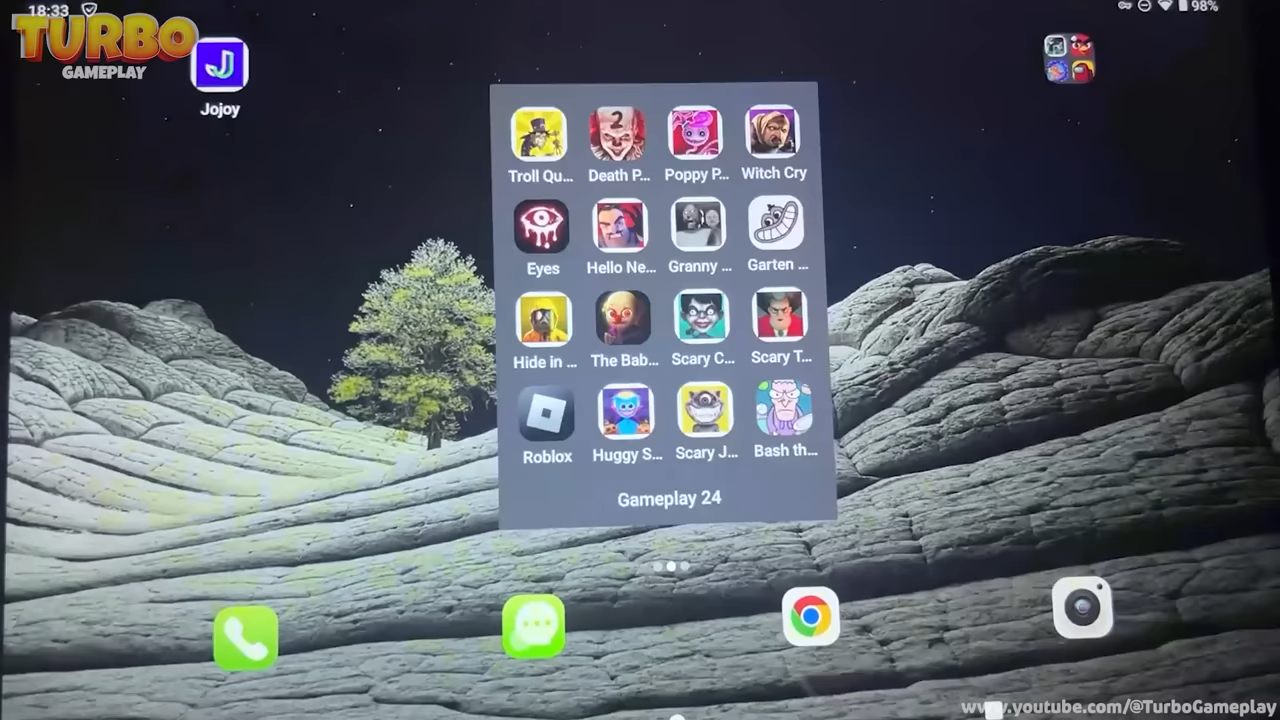 18:33
98%
TURBO
GAMEPLAY
Jojoy
2
Troll Qu...
Death P...
Poppy P...
Witch Cry
Eyes
Hello Ne...
Granny ...
Garten ...
Hide in ...
The Bab...
Scary C...
Scary T...
Roblox
Huggy S...
Scary J...
Bash th...
Gameplay 24
www.youtube.com/@TurboGameplay